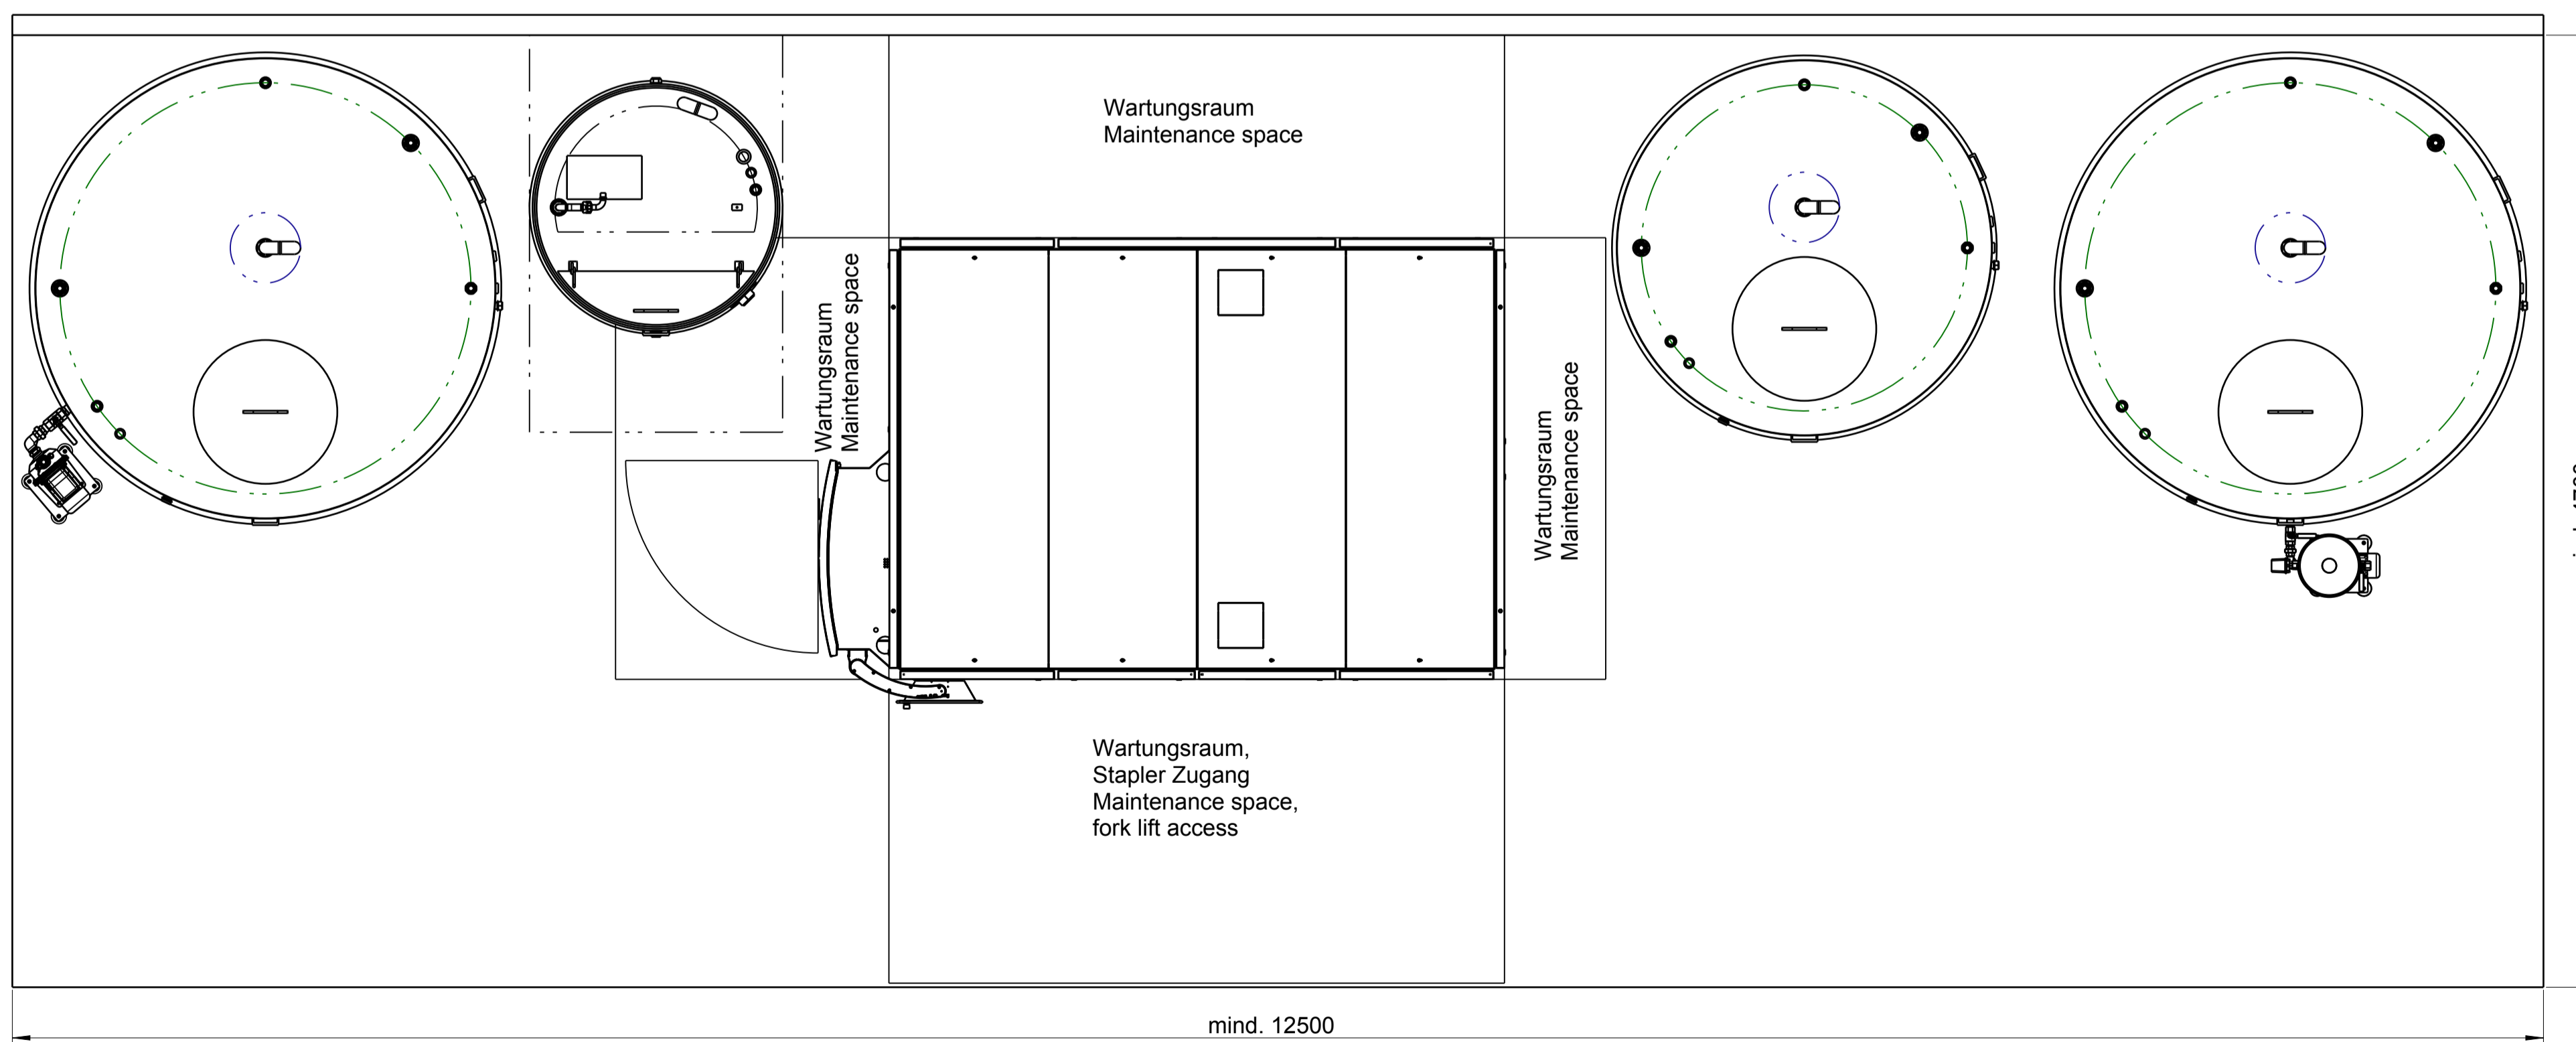 Wartungsraum
Maintenance space
Wartungsraum
Maintenance space
Wartungsraum
Maintenance space
Wartungsraum,
Stapler Zugang
Maintenance space,
fork lift access
mind. 12500